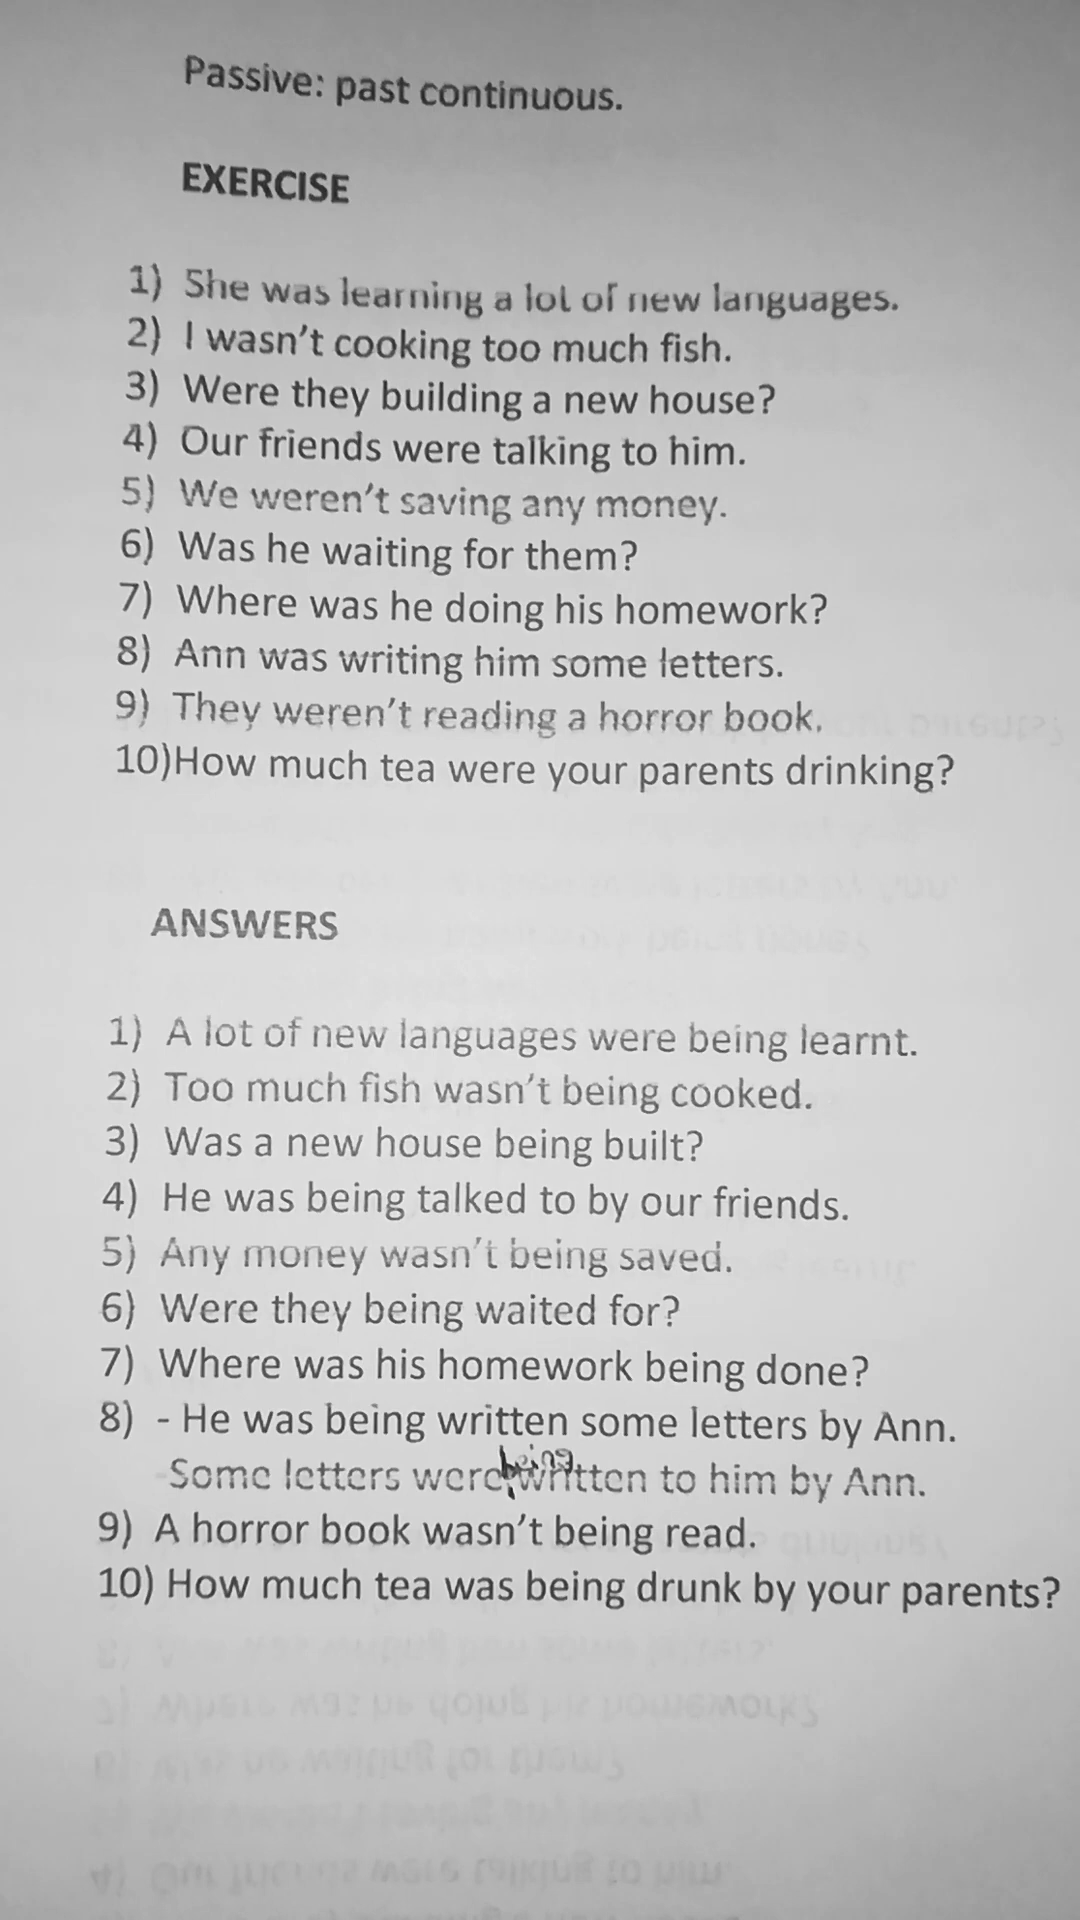 Passive: past continuous.
EXERCISE
1) She was learning a lot of new languages.
2) I wasn't cooking too much fish.
3) Were they building a new house?
4) Our friends were talking to him.
5) We weren't saving any money.
6) Was he waiting for them?
7) Where was he doing his homework?
8) Ann was writing him some letters.
9) They weren't reading a horror book.
10)How much tea were your parents drinking?
ANSWERS
1) A lot of new languages were being learnt.
2) Too much fish wasn't being cooked.
3) Was a new house being built?
4) He was being talked to by our friends.
5) Any money wasn't being saved.
6) Were they being waited for?
7) Where was his homework being done?
8) - He was being written some letters by Ann.
being
-Some letters were written to him by Ann.
9) A horror book wasn't being read.
10) How much tea was being drunk by your parents?